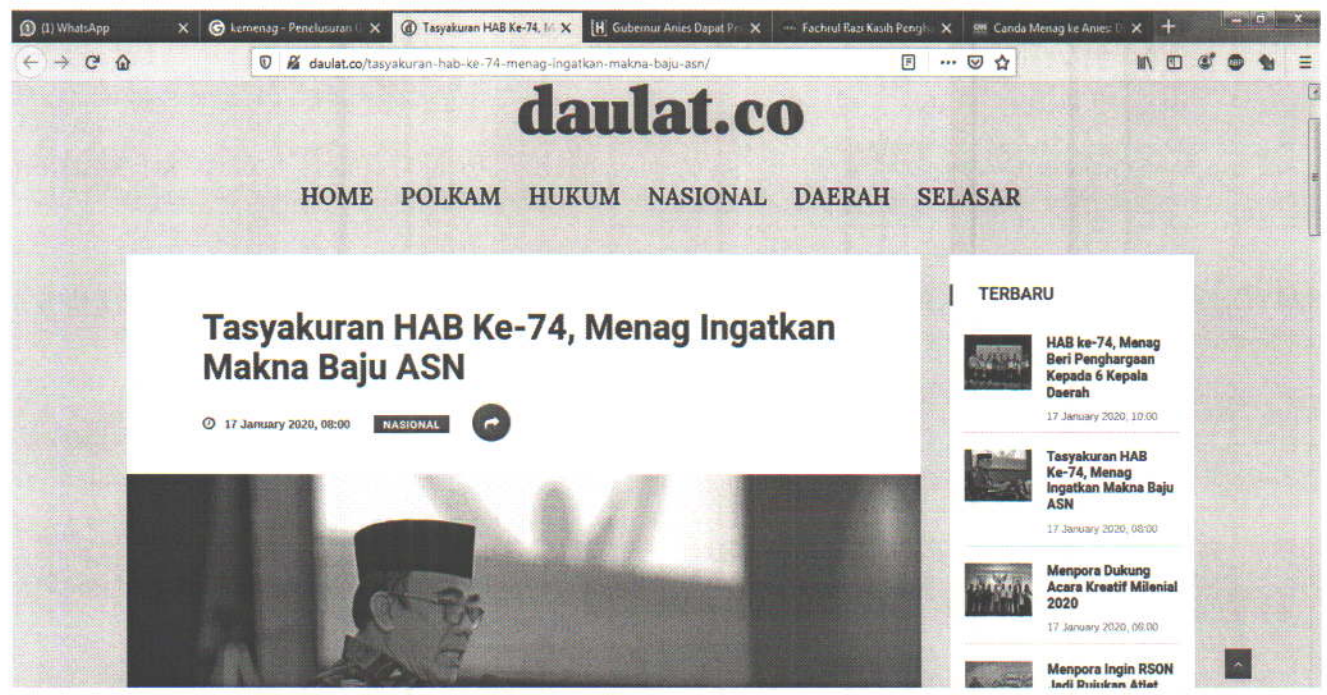 (1) WhatsApp
kemenag - Penelusuran G
Tasyakuran HAB Ke-74, M
Gubernur Anies Dapat Pe
Fachrul Razi Kasih Pengh
Canda Menag ke Anies:
daulat.co/tasyakuran-hab-ke-74-menag-ingatkan-makna-baju-asn/
daulat.co
HOME POLKAM HUKUM NASIONAL DAERAH SELASAR
Tasyakuran HAB Ke-74, Menag Ingatkan
Makna Baju ASN
17 January 2020, 08:00 NASIONAL
TERBARU
HAB ke-74, Menag
Beri Penghargaan
Kepada 6 Kepala
Daerah
17 January 2020, 10:00
Tasyakuran HAB
Ke-74, Menag
Ingatkan Makna Baju
ASN
17 January 2020, 08:00
Menpora Dukung
Acara Kreatif Milenial
2020
17 January 2020,
Menpora Ingin RSON
Jadi Rujukan Atlet